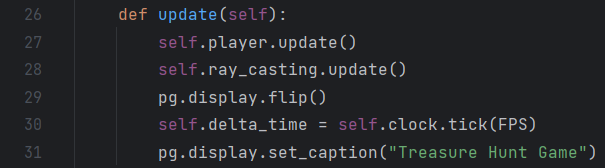 26 def update(self):
27 self.player.update()
28 self.ray_casting.update()
29 pg.display.flip()
30 self.delta_time = self.clock.tick(FPS)
31 pg.display.set_caption("Treasure Hunt Game")